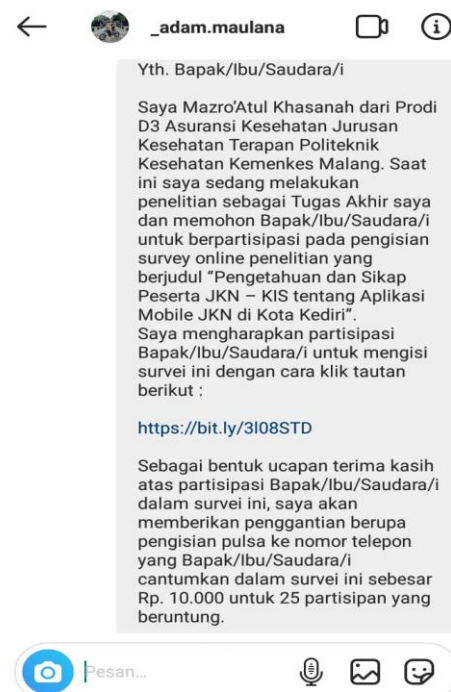 _adam.maulana
Yth. Bapak/Ibu/Saudara/i
Saya Mazro'Atul Khasanah dari Prodi
D3 Asuransi Kesehatan Jurusan
Kesehatan Terapan Politeknik
Kesehatan Kemenkes Malang. Saat
ini saya sedang melakukan
penelitian sebagai Tugas Akhir saya
dan memohon Bapak/Ibu/Saudara/i
untuk berpartisipasi pada pengisian
survey online penelitian yang
berjudul “Pengetahuan dan Sikap
Peserta JKN – KIS tentang Aplikasi
Mobile JKN di Kota Kediri”.
Saya mengharapkan partisipasi
Bapak/Ibu/Saudara/i untuk mengisi
survei ini dengan cara klik tautan
berikut :
https://bit.ly/3l08STD
Sebagai bentuk ucapan terima kasih
atas partisipasi Bapak/Ibu/Saudara/i
dalam survei ini, saya akan
memberikan penggantian berupa
pengisian pulsa ke nomor telepon
yang Bapak/Ibu/Saudara/i
cantumkan dalam survei ini sebesar
Rp. 10.000 untuk 25 partisipan yang
beruntung.
Pesan...